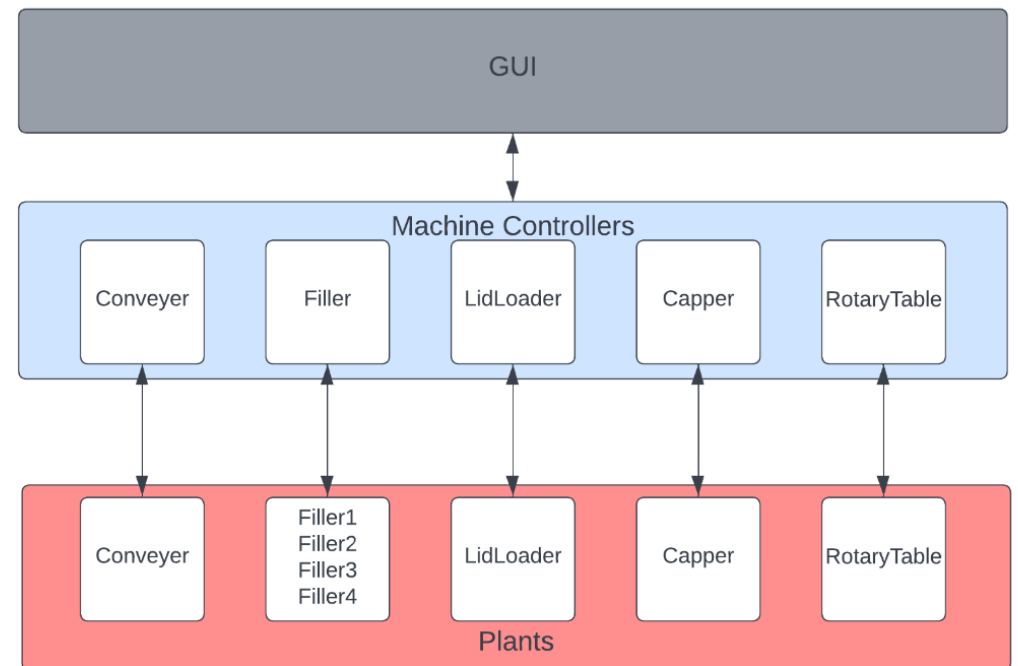 GUI
Machine Controllers
Conveyer
Filler
LidLoader
Capper
RotaryTable
Conveyer
Filler1
Filler2
Filler3
Filler4
LidLoader
Capper
RotaryTable
Plants